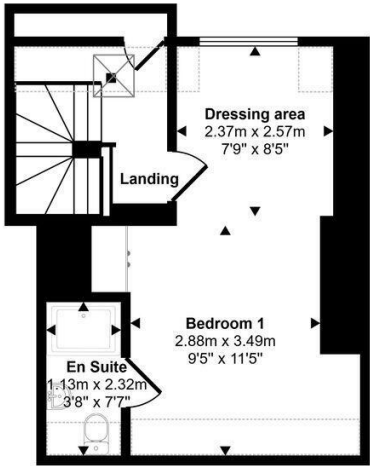 Dressing area
2.37m x 2.57m
7'9" x 8'5"
Landing
Bedroom 1
2.88m x 3.49m
9'5" x 11'5"
En Suite
1.13m x 2.32m
3'8" x 7'7"